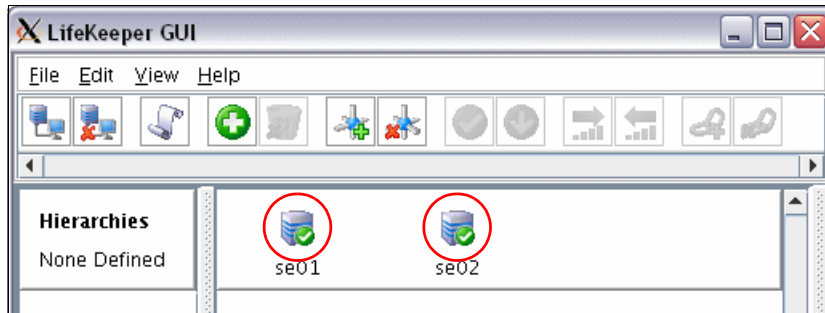 LifeKeeper GUI
File Edit View Help
Hierarchies
None Defined
se01
se02